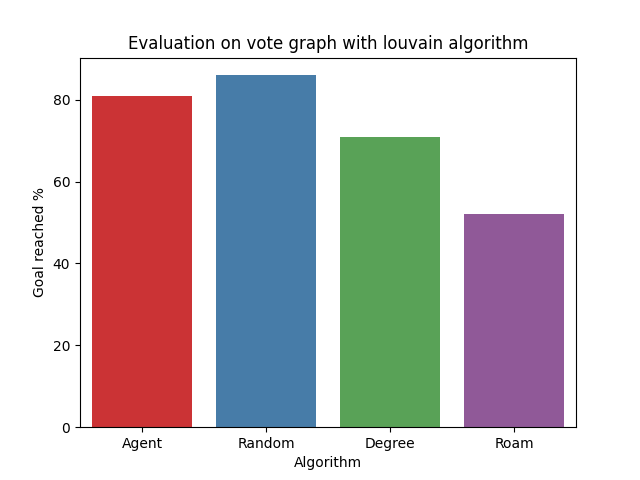 Evaluation on vote graph with louvain algorithm
Goal reached %
80
60
40
20
0
Agent Random Degree Roam
Algorithm